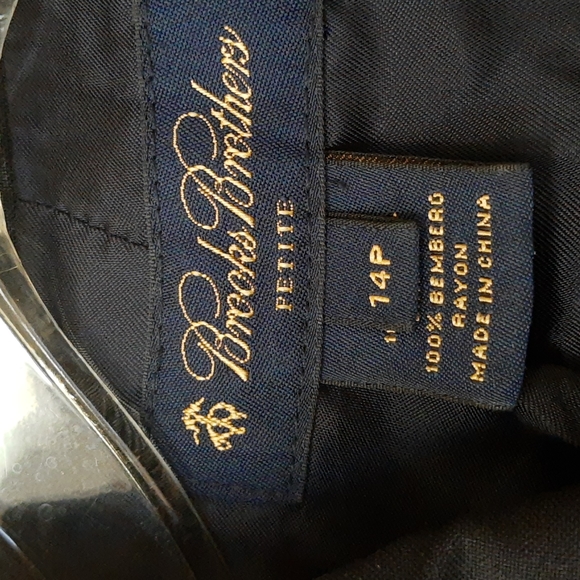 Brooks Brothers
PETITE
14P
100% BEMBERG
RAYON
MADE IN CHINA